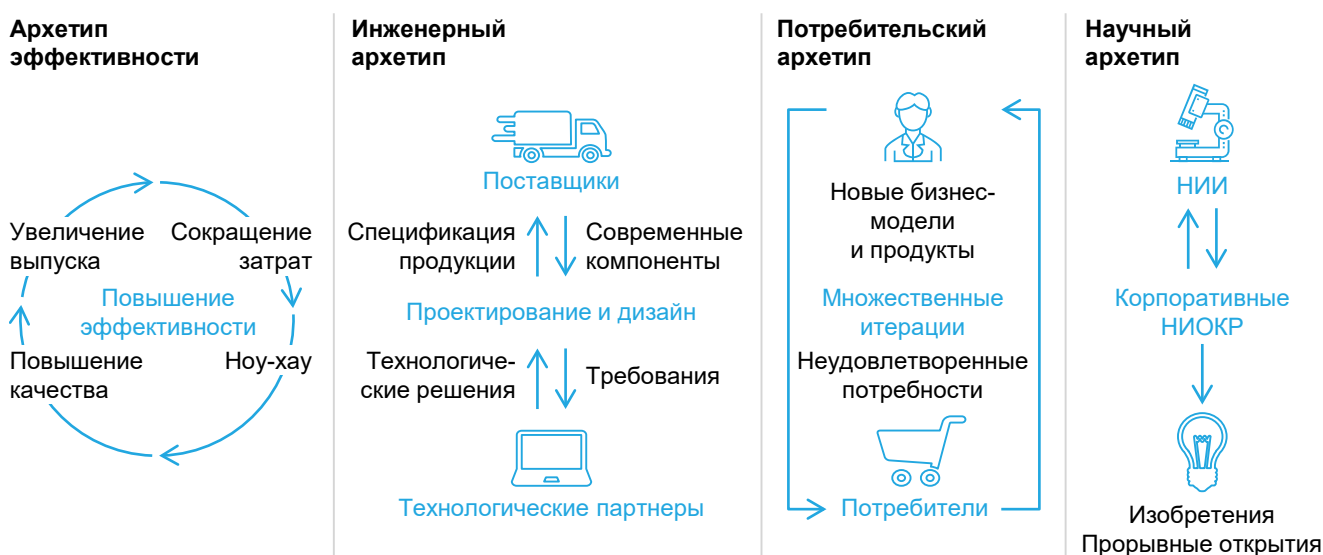 Архетип
эффективности
Увеличение
выпуска
Сокращение
затрат
Повышение
эффективности
Повышение
качества
Ноу-хау
Инженерный
архетип
Поставщики
Спецификация
продукции
Современные
компоненты
Проектирование и дизайн
Технологиче-
ские решения
Требования
Технологические партнеры
Потребительский
архетип
Новые бизнес-
модели
и продукты
Множественные
итерации
Неудовлетворенные
потребности
Потребители
Научный
архетип
НИИ
Корпоративные
НИОКР
Изобретения
Прорывные открытия